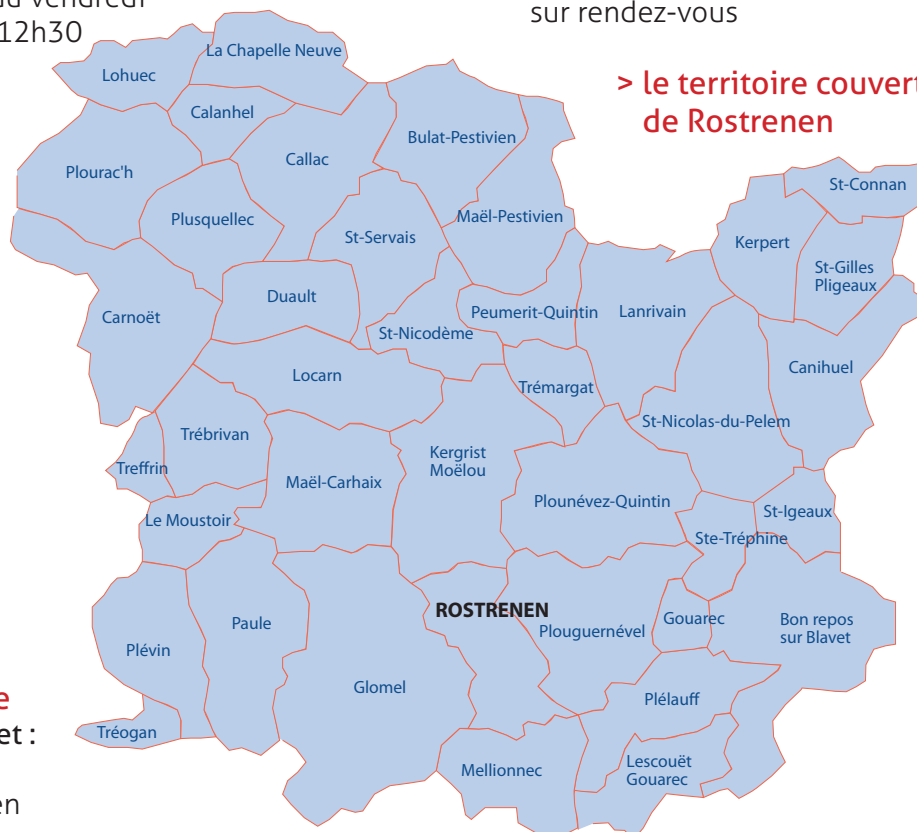 au vendredi
12h30
sur rendez-vous
> le territoire couvert
de Rostrenen
La Chapelle Neuve
Lohuec
Calanhel
Bulat-Pestivien
Callac
Plourac'h
St-Connan
Plusquellec
Maël-Pestivien
St-Servais
Kerpert
St-Gilles
Pligeaux
Duault
Carnoët
Peumerit-Quintin
Lanrivain
St-Nicodème
Canihuel
Locarn
Trémargat
St-Nicolas-du-Pelem
Trébrivan
Kergrist
Moëlou
Treffrin
Maël-Carhaix
Plounévez-Quintin
St-Igeaux
Le Moustoir
Ste-Tréphine
ROSTRENEN
Paule
Plouguernével
Gouarec
Bon repos
sur Blavet
Plévin
Glomel
Plélauff
e
et :
Tréogan
Mellionnec
Lescouët
Gouarec
en